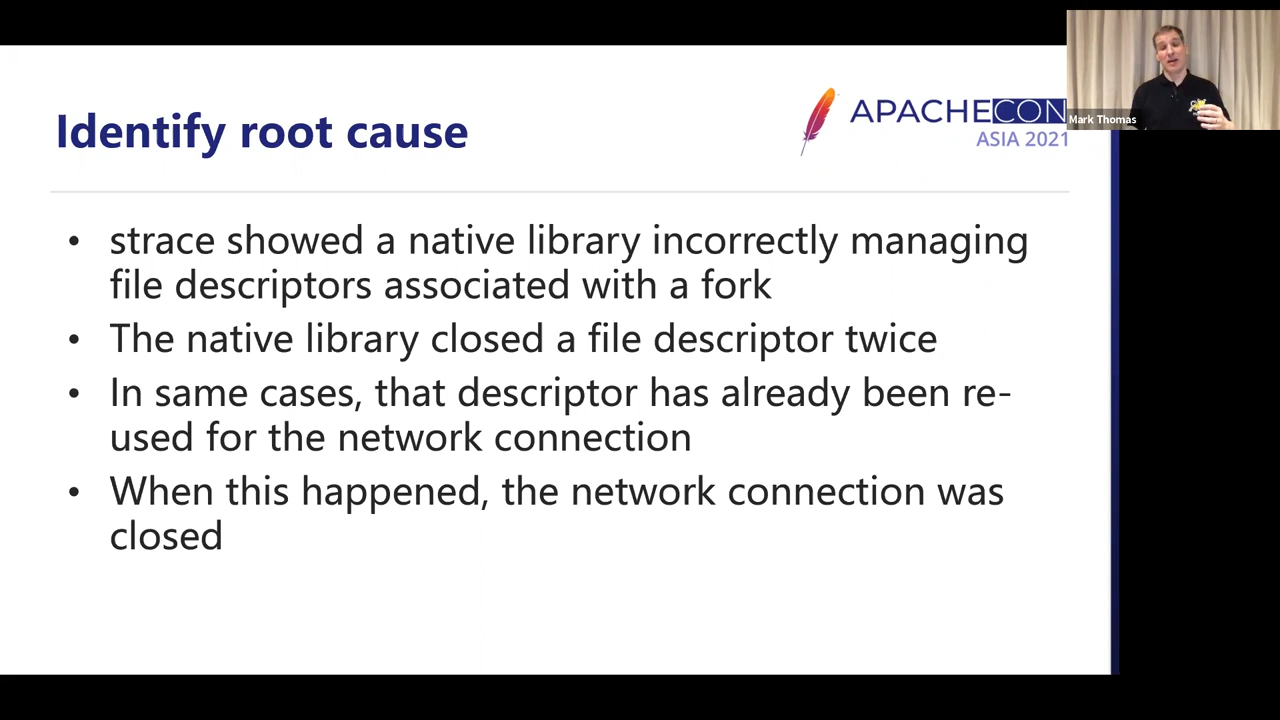 Identify root cause
APACHECON
ASIA 2021
Mark Thomas
• strace showed a native library incorrectly managing
file descriptors associated with a fork
• The native library closed a file descriptor twice
• In same cases, that descriptor has already been re-
used for the network connection
• When this happened, the network connection was
closed